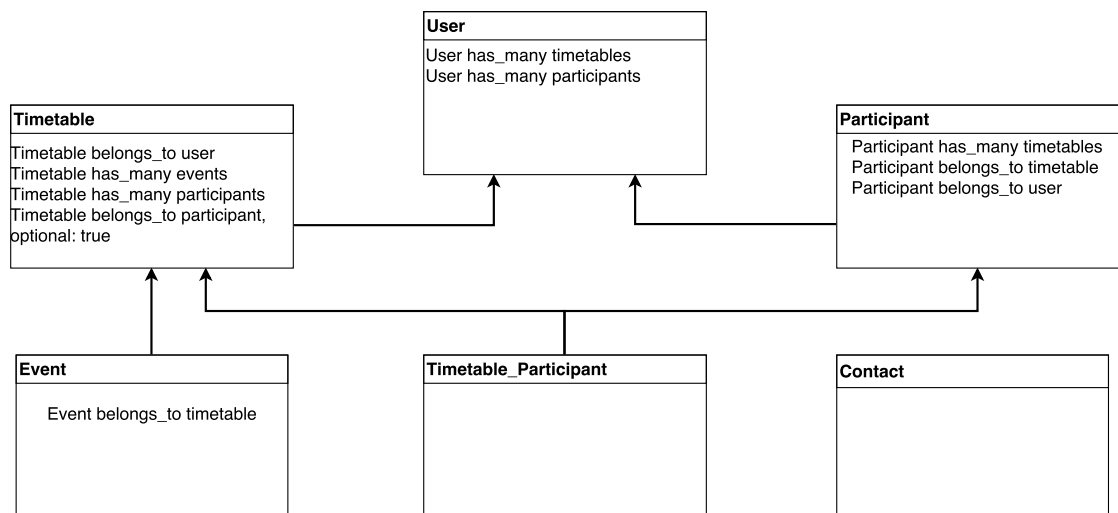 User
User has_many timetables
User has_many participants
Timetable
Timetable belongs_to user
Timetable has_many events
Timetable has_many participants
Timetable belongs_to participant,
optional: true
Participant
Participant has_many timetables
Participant belongs_to timetable
Participant belongs_to user
Event
Event belongs_to timetable
Timetable_Participant
Contact